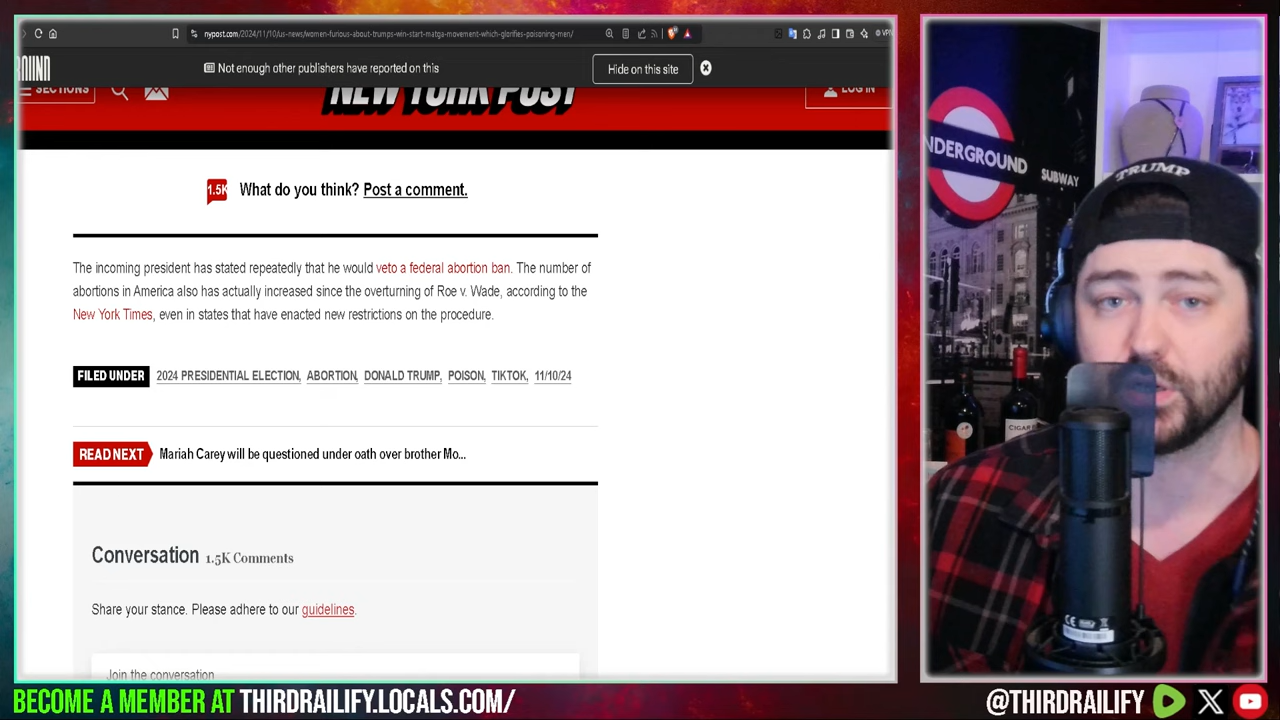 nypost.com/2024/11/10/us-news/women-furious-about-trumps-win-start-matga-movement-which-glorifies-poisoning-men/
VPN
Not enough other publishers have reported on this
Hide on this site
SECTIONS
NEW YORK POST
LOG IN
1.5K What do you think? Post a comment.
The incoming president has stated repeatedly that he would veto a federal abortion ban. The number of
abortions in America also has actually increased since the overturning of Roe v. Wade, according to the
New York Times, even in states that have enacted new restrictions on the procedure.
FILED UNDER 2024 PRESIDENTIAL ELECTION, ABORTION, DONALD TRUMP, POISON, TIKTOK, 11/10/24
READ NEXT Mariah Carey will be questioned under oath over brother Mo...
Conversation 1.5K Comments
Share your stance. Please adhere to our guidelines.
Join the conversation
NDERGROUND
SUBWAY
TRUMP
CIGAR
CE
BECOME A MEMBER AT THIRDRAILIFY.LOCALS.COM/
@THIRDRAILIFY